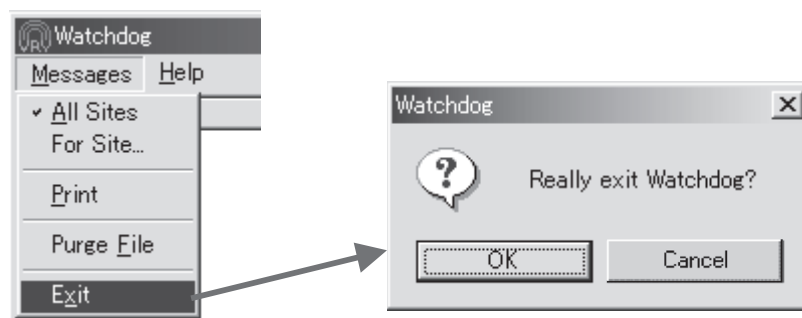 Watchdog
Messages Help
All Sites
For Site...
Print
Purge File
Exit
Watchdog
Really exit Watchdog?
OK Cancel